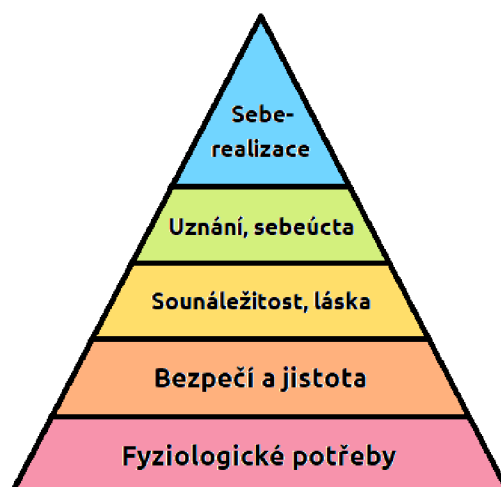 Sebe-
realizace
Uznání, sebeúcta
Sounáležitost, láska
Bezpečí a jistota
Fyziologické potřeby